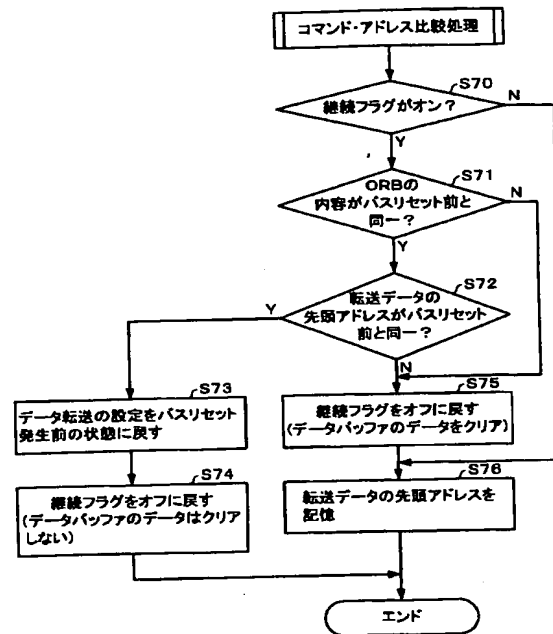 コマンド・アドレス比較処理
S70
継続フラグがオン？
N
Y
S71
ORBの
内容がバスリセット前と
同一？
N
Y
S72
転送データの
先頭アドレスがバスリセット
前と同一？
Y
N
S73
データ転送の設定をバスリセット
発生前の状態に戻す
S75
継続フラグをオフに戻す
(データバッファのデータをクリア)
S74
継続フラグをオフに戻す
(データバッファのデータはクリア
しない)
S76
転送データの先頭アドレスを
記憶
エンド